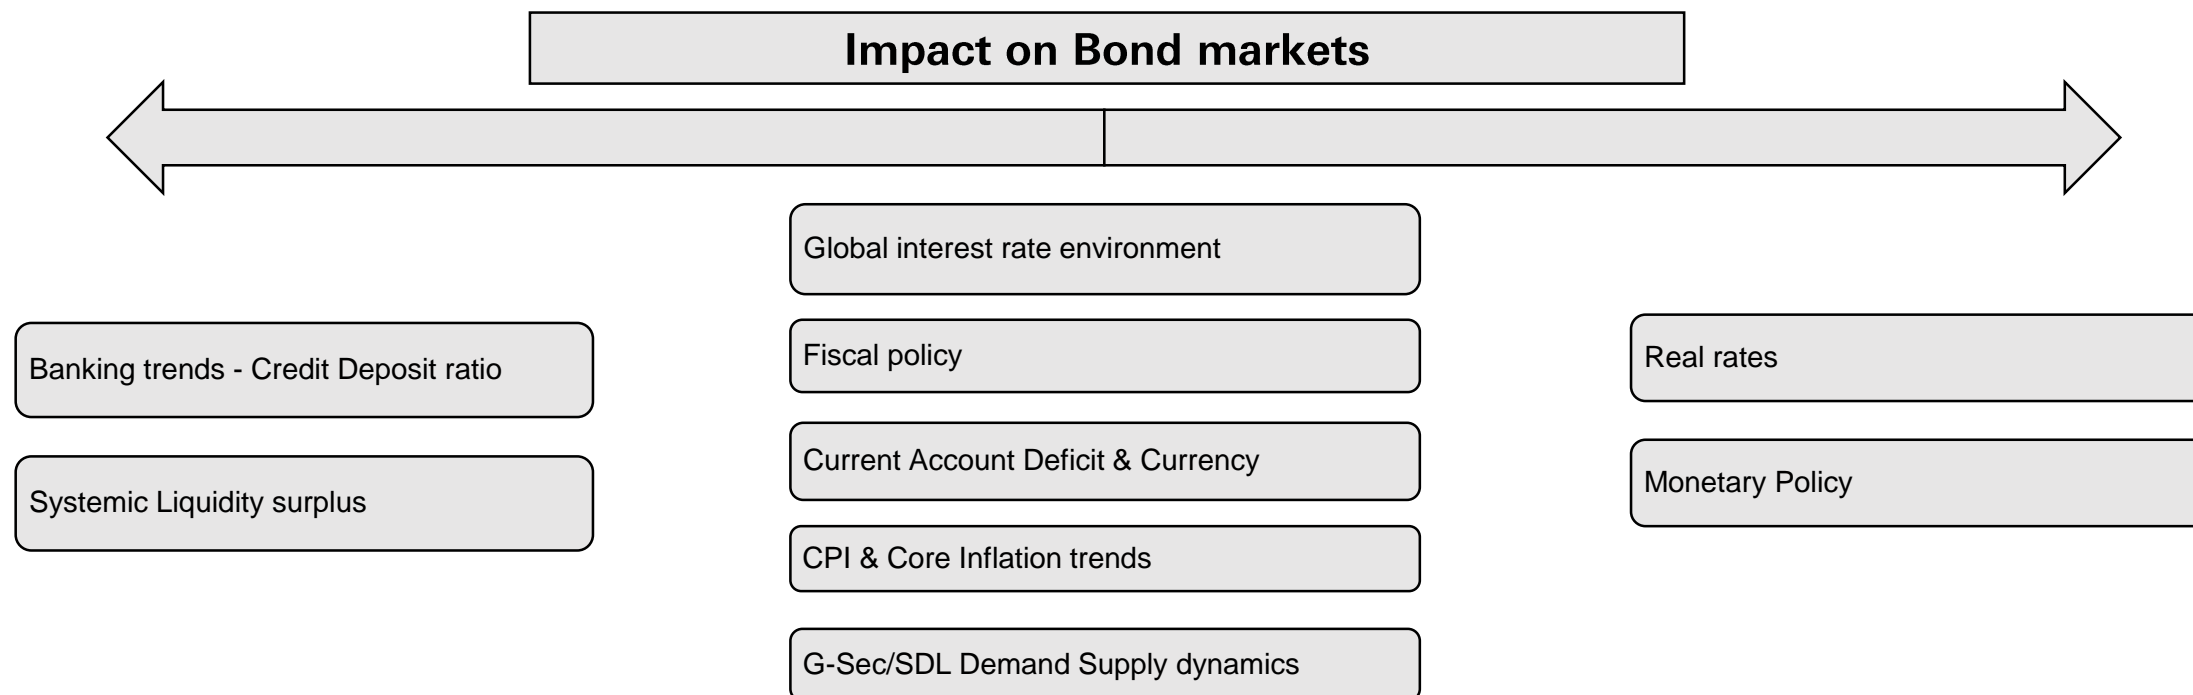 Impact on Bond markets
Banking trends - Credit Deposit ratio
Systemic Liquidity surplus
Global interest rate environment
Fiscal policy
Current Account Deficit & Currency
CPI & Core Inflation trends
G-Sec/SDL Demand Supply dynamics
Real rates
Monetary Policy